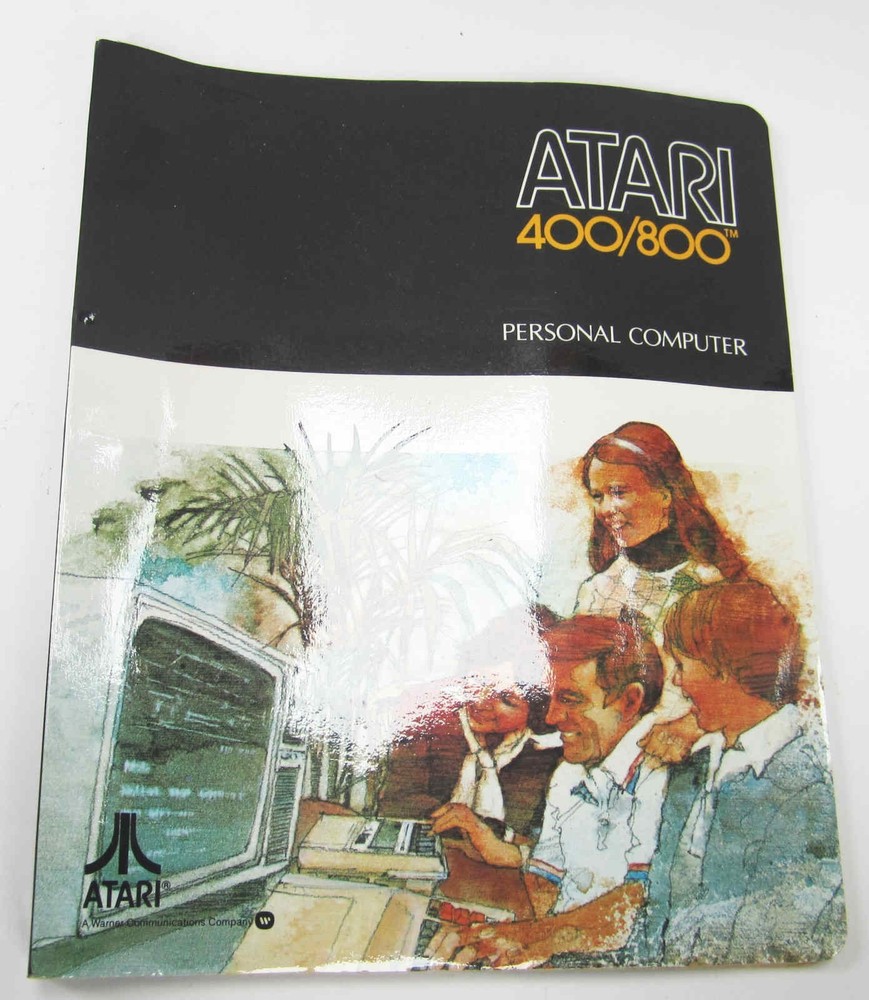 ATARI
400/800™
PERSONAL COMPUTER
ATARI®
A Warner Communications Company